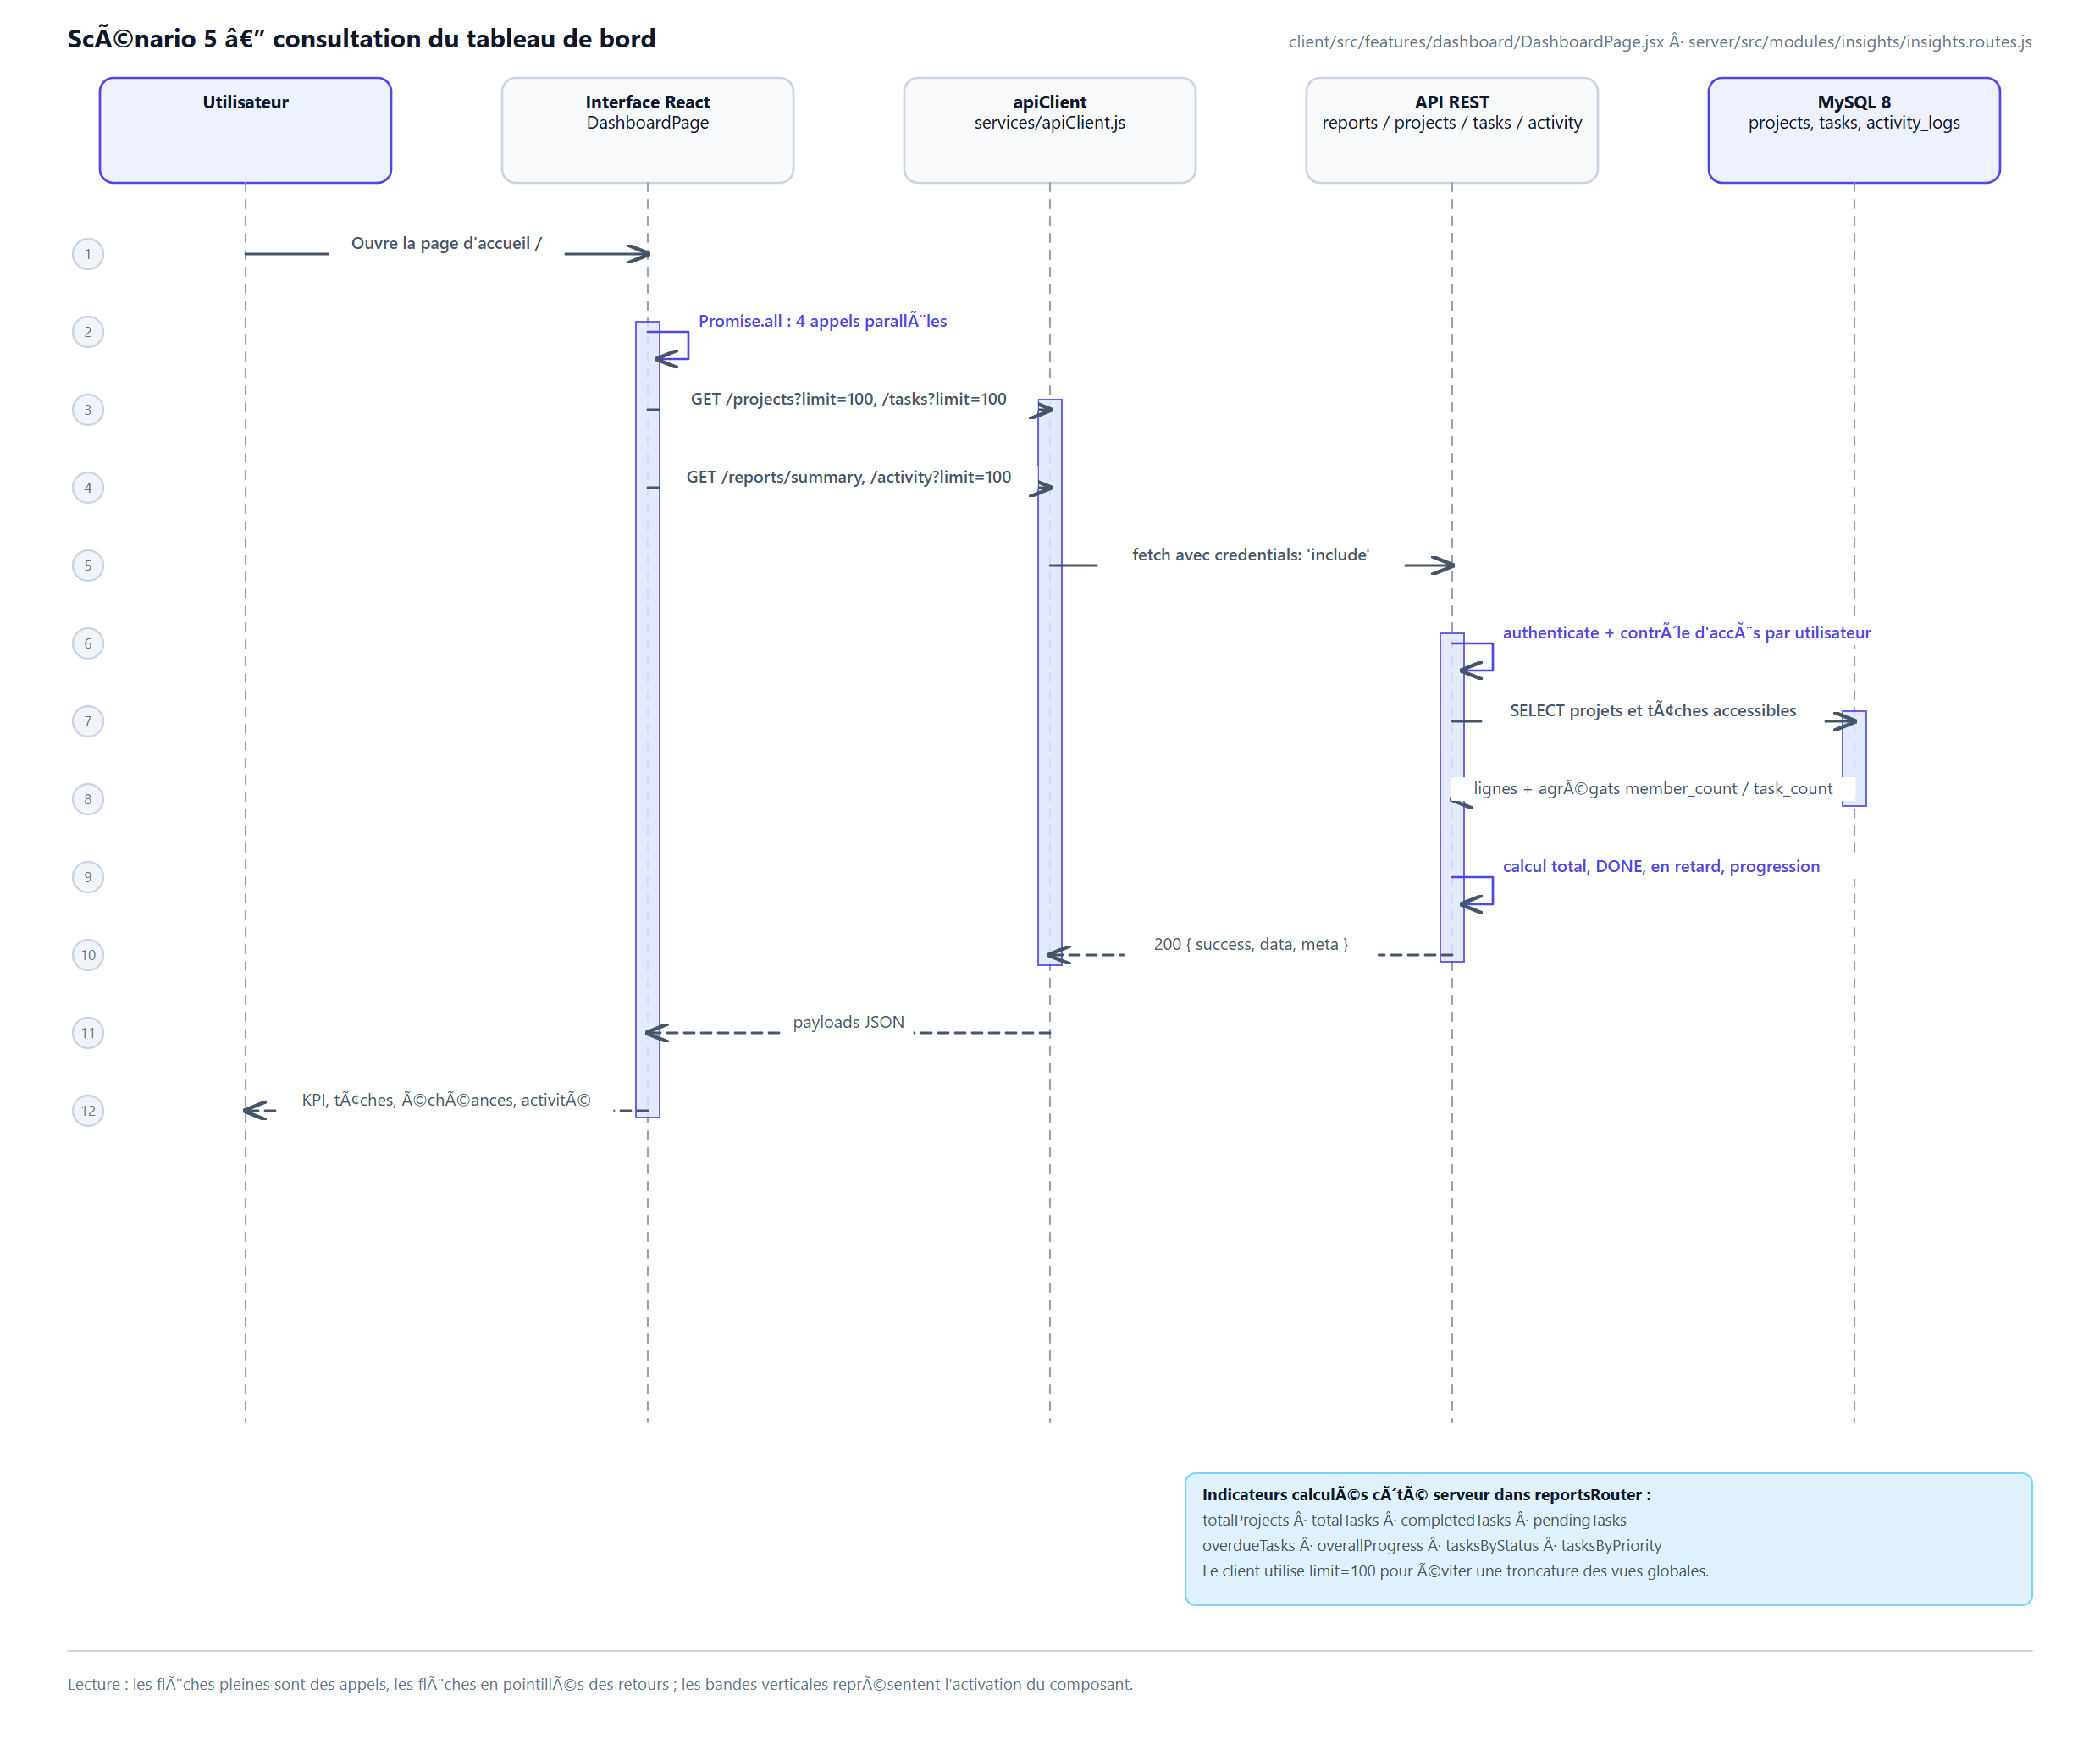 ScÃ©nario 5 â€” consultation du tableau de bord
client/src/features/dashboard/DashboardPage.jsx Â· server/src/modules/insights/insights.routes.js
Utilisateur
Interface React
DashboardPage
apiClient
services/apiClient.js
API REST
reports / projects / tasks / activity
MySQL 8
projects, tasks, activity_logs
1
Ouvre la page d'accueil /
2
Promise.all : 4 appels parallÃ¨les
3
GET /projects?limit=100, /tasks?limit=100
4
GET /reports/summary, /activity?limit=100
5
fetch avec credentials: 'include'
6
authenticate + contrÃ´le d'accÃ¨s par utilisateur
7
SELECT projets et tÃ¢ches accessibles
8
lignes + agrÃ©gats member_count / task_count
9
calcul total, DONE, en retard, progression
10
200 { success, data, meta }
11
payloads JSON
12
KPI, tÃ¢ches, Ã©chÃ©ances, activitÃ©
Indicateurs calculÃ©s cÃ´tÃ© serveur dans reportsRouter :
totalProjects Â· totalTasks Â· completedTasks Â· pendingTasks
overdueTasks Â· overallProgress Â· tasksByStatus Â· tasksByPriority
Le client utilise limit=100 pour Ã©viter une troncature des vues globales.
Lecture : les flÃ¨ches pleines sont des appels, les flÃ¨ches en pointillÃ©s des retours ; les bandes verticales reprÃ©sentent l'activation du composant.